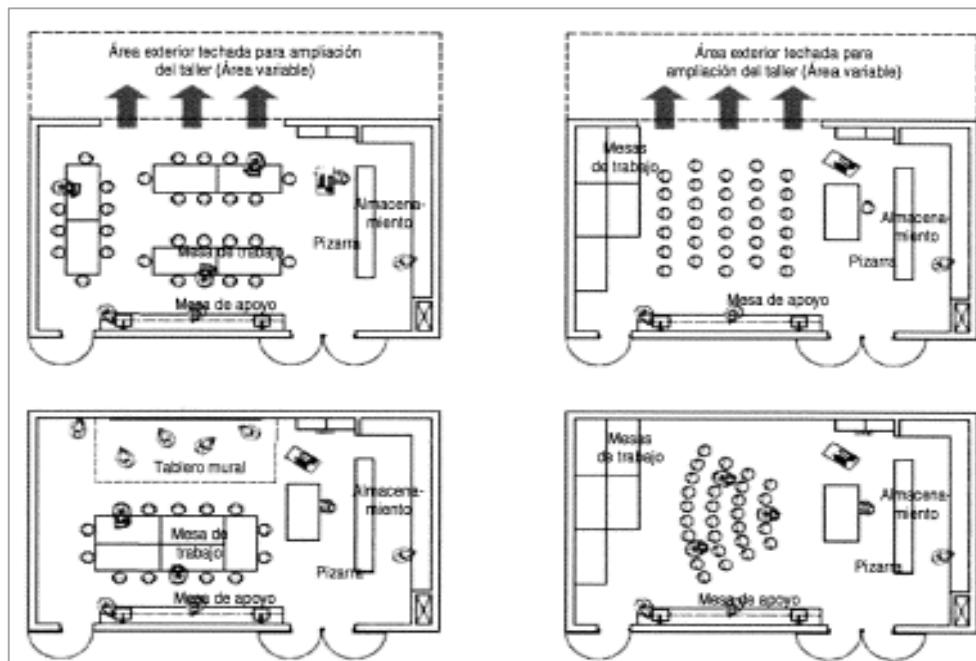 Área exterior techada para ampliación
del taller (Área variable)
Almacena-
miento
Pizarra
Mesa de trabajo
Mesa de apoyo
Área exterior techada para
ampliación del taller (Área variable)
Mesas
de trabajo
Almacena-
miento
Pizarra
Mesa de apoyo
Tablero mural
Almacena-
miento
Mesa de
trabajo
Pizarra
Mesa de apoyo
Mesas
de trabajo
Almacena-
miento
Pizarra
Mesa de apoyo